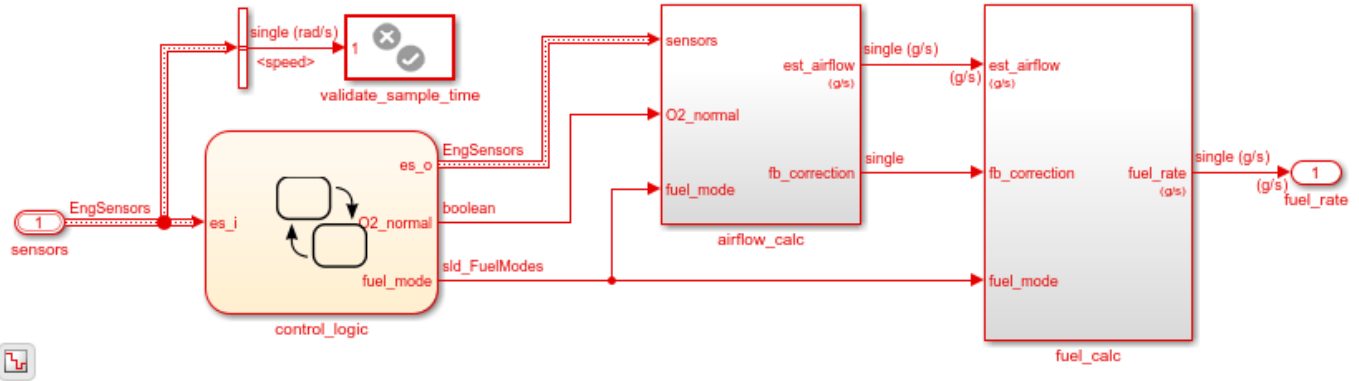 single (rad/s)
<speed>
1
validate_sample_time
1
sensors
EngSensors
es_i
es_o
O2_normal
fuel_mode
control_logic
EngSensors
boolean
sld_FuelModes
sensors
O2_normal
fuel_mode
est_airflow
(g/s)
fb_correction
airflow_calc
single (g/s)
(g/s)
single
est_airflow
(g/s)
fb_correction
fuel_mode
fuel_rate
(g/s)
fuel_calc
single (g/s)
(g/s)
1
fuel_rate